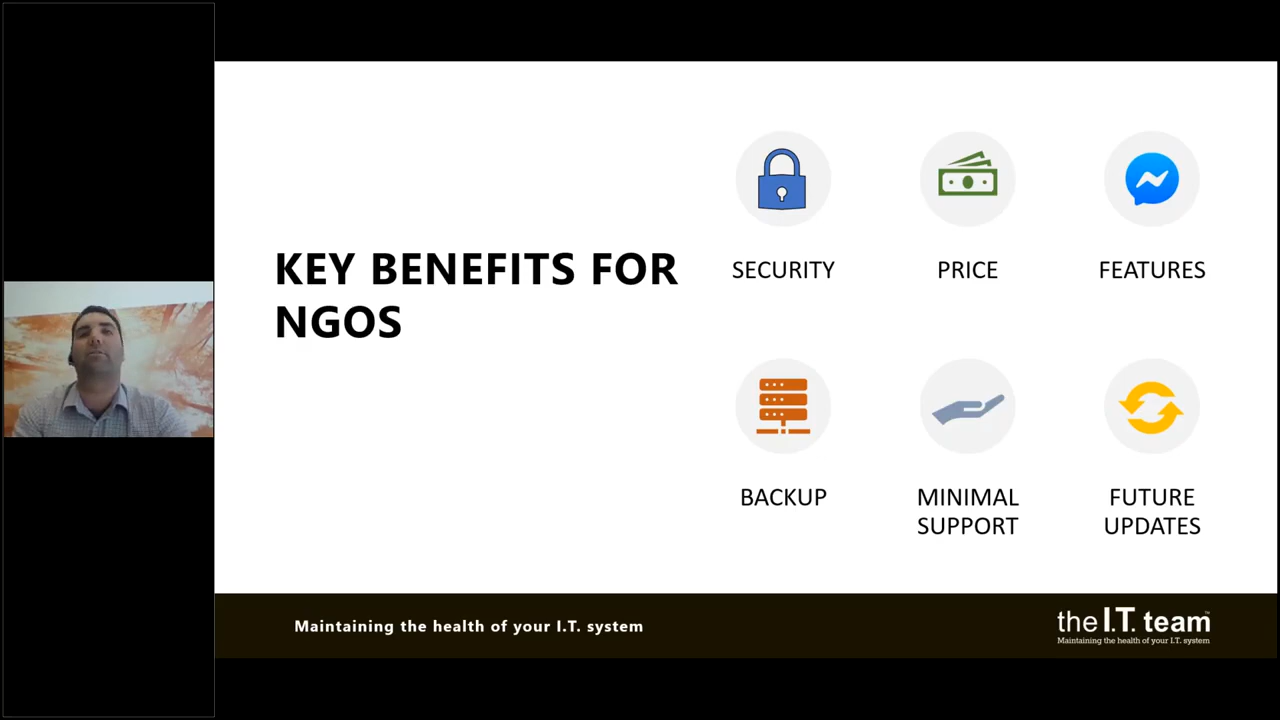 KEY BENEFITS FOR
NGOS
SECURITY
PRICE
FEATURES
BACKUP
MINIMAL
SUPPORT
FUTURE
UPDATES
Maintaining the health of your I.T. system
the I.T. team™
Maintaining the health of your I.T. system